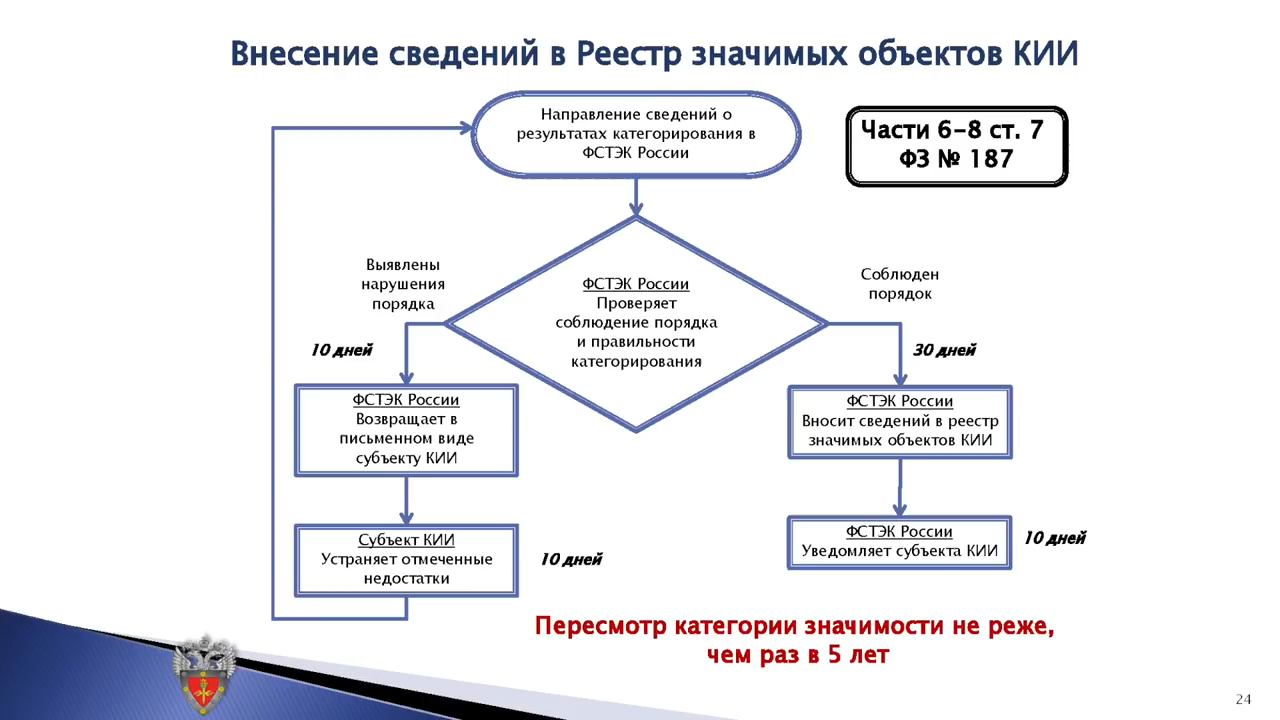 Внесение сведений в Реестр значимых объектов КИИ
Направление сведений о
результатах категорирования в
ФСТЭК России
Части 6-8 ст. 7
ФЗ № 187
Выявлены
нарушения
порядка
ФСТЭК России
Проверяет
соблюдение порядка
и правильности
категорирования
Соблюден
порядок
10 дней
30 дней
ФСТЭК России
Возвращает в
письменном виде
субъекту КИИ
ФСТЭК России
Вносит сведений в реестр
значимых объектов КИИ
Субъект КИИ
Устраняет отмеченные
недостатки
10 дней
ФСТЭК России
Уведомляет субъекта КИИ
10 дней
Пересмотр категории значимости не реже,
чем раз в 5 лет
24